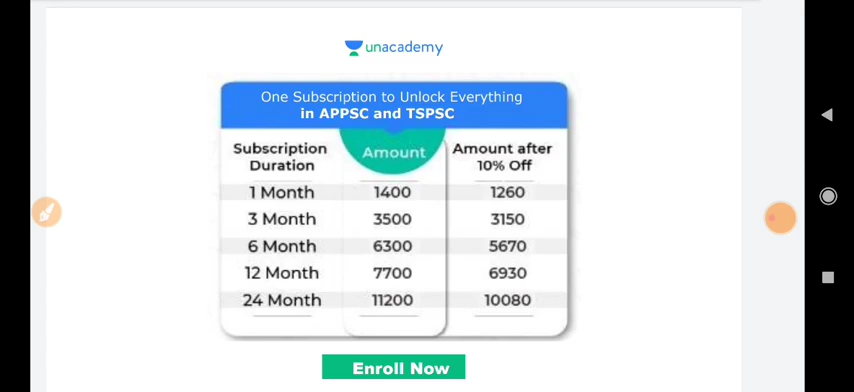 unacademy
One Subscription to Unlock Everything
in APPSC and TSPSC
Subscription Duration Amount Amount after 10% Off
1 Month 1400 1260
3 Month 3500 3150
6 Month 6300 5670
12 Month 7700 6930
24 Month 11200 10080
Enroll Now